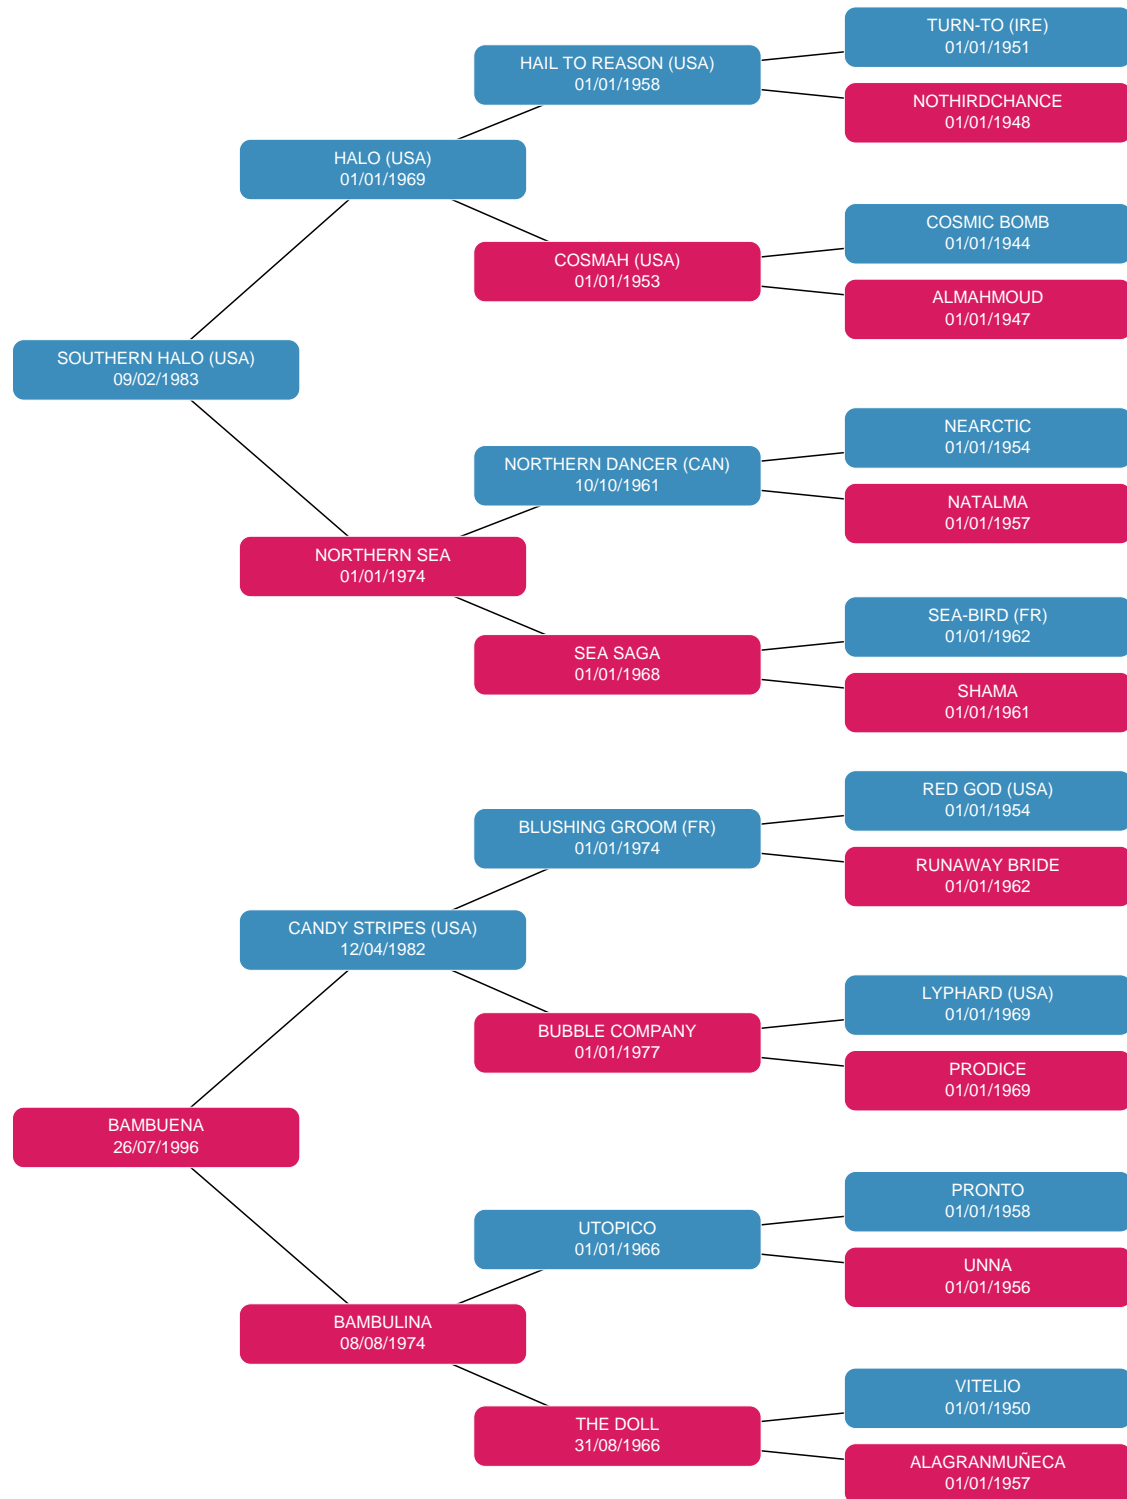 TURN-TO (IRE)
01/01/1951
HAIL TO REASON (USA)
01/01/1958
NOTHIRDCHANCE
01/01/1948
HALO (USA)
01/01/1969
COSMIC BOMB
01/01/1944
COSMAH (USA)
01/01/1953
ALMAHMOUD
01/01/1947
SOUTHERN HALO (USA)
09/02/1983
NEARCTIC
01/01/1954
NORTHERN DANCER (CAN)
10/10/1961
NATALMA
01/01/1957
NORTHERN SEA
01/01/1974
SEA-BIRD (FR)
01/01/1962
SEA SAGA
01/01/1968
SHAMA
01/01/1961
RED GOD (USA)
01/01/1954
BLUSHING GROOM (FR)
01/01/1974
RUNAWAY BRIDE
01/01/1962
CANDY STRIPES (USA)
12/04/1982
LYPHARD (USA)
01/01/1969
BUBBLE COMPANY
01/01/1977
PRODICE
01/01/1969
BAMBUENA
26/07/1996
PRONTO
01/01/1958
UTOPICO
01/01/1966
UNNA
01/01/1956
BAMBULINA
08/08/1974
VITELIO
01/01/1950
THE DOLL
31/08/1966
ALAGRANMUÑECA
01/01/1957